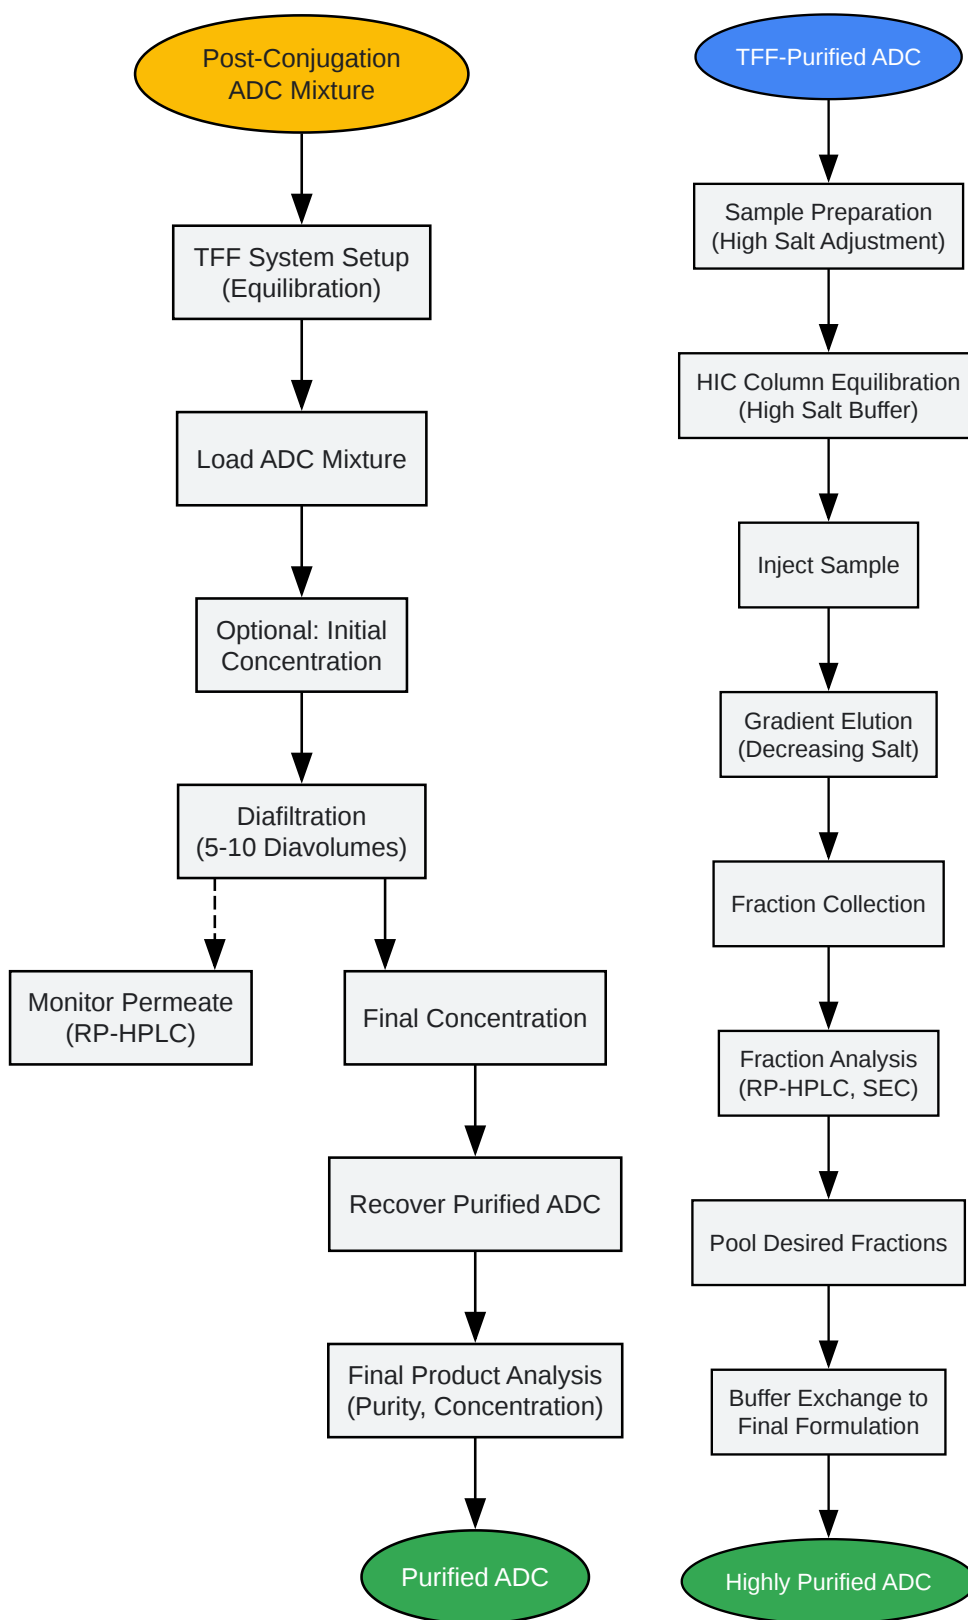 Post-Conjugation
ADC Mixture
TFF System Setup
(Equilibration)
Load ADC Mixture
Optional: Initial
Concentration
Diafiltration
(5-10 Diavolumes)
Monitor Permeate
(RP-HPLC)
Final Concentration
Recover Purified ADC
Final Product Analysis
(Purity, Concentration)
Purified ADC
TFF-Purified ADC
Sample Preparation
(High Salt Adjustment)
HIC Column Equilibration
(High Salt Buffer)
Inject Sample
Gradient Elution
(Decreasing Salt)
Fraction Collection
Fraction Analysis
(RP-HPLC, SEC)
Pool Desired Fractions
Buffer Exchange to
Final Formulation
Highly Purified ADC